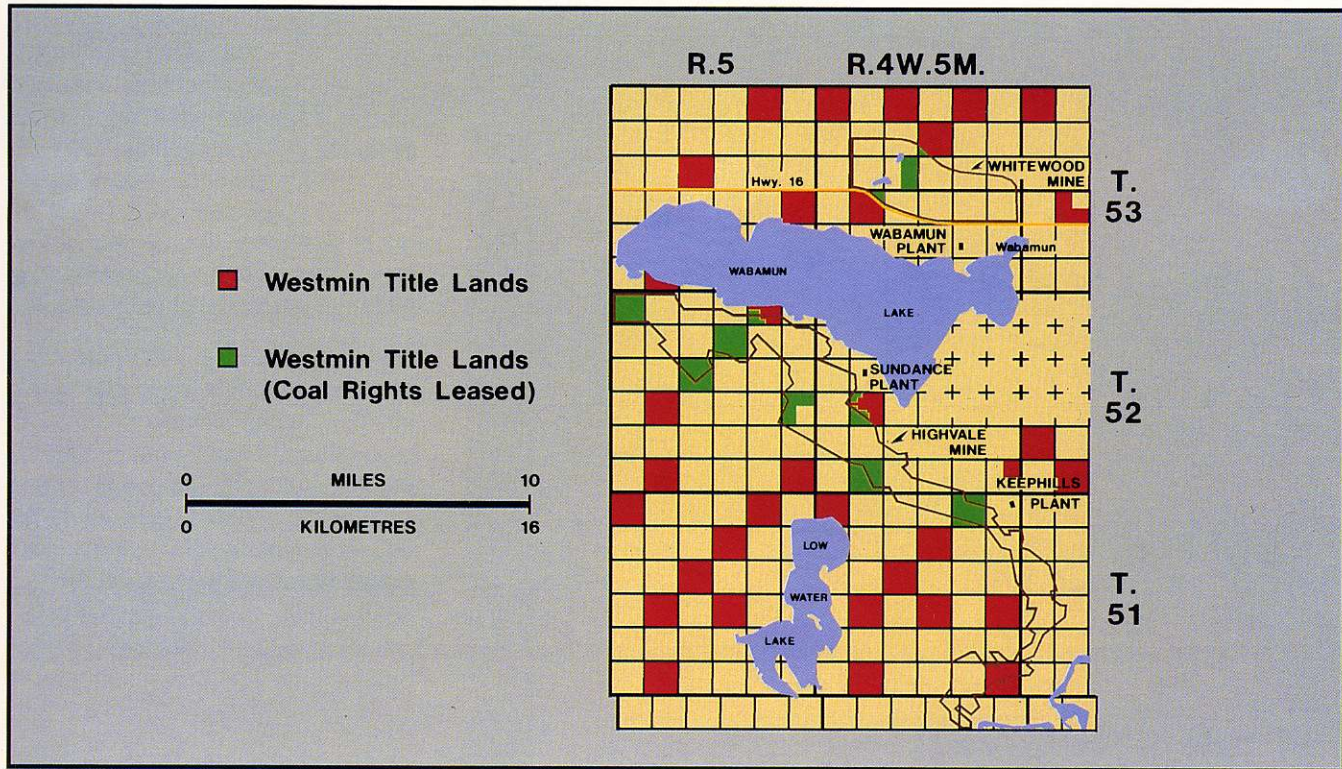 R.5
R.4W.5M.
WHITEWOOD
MINE
T.
53
Hwy. 16
WABAMUN
PLANT
Wabamun
WABAMUN
LAKE
Westmin Title Lands
Westmin Title Lands
(Coal Rights Leased)
SUNDANCE
PLANT
T.
52
HIGHVALE
MINE
0 MILES 10
0 KILOMETRES 16
KEEPHILLS
PLANT
LOW
WATER
LAKE
T.
51